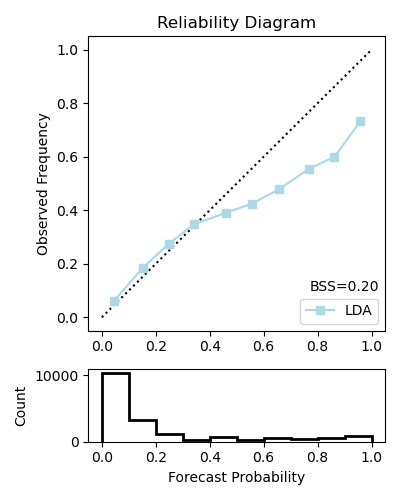 Reliability Diagram
Observed Frequency
1.0
0.8
0.6
0.4
0.2
0.0
BSS=0.20
LDA
0.0 0.2 0.4 0.6 0.8 1.0
Count
10000
0
0.0 0.2 0.4 0.6 0.8 1.0
Forecast Probability